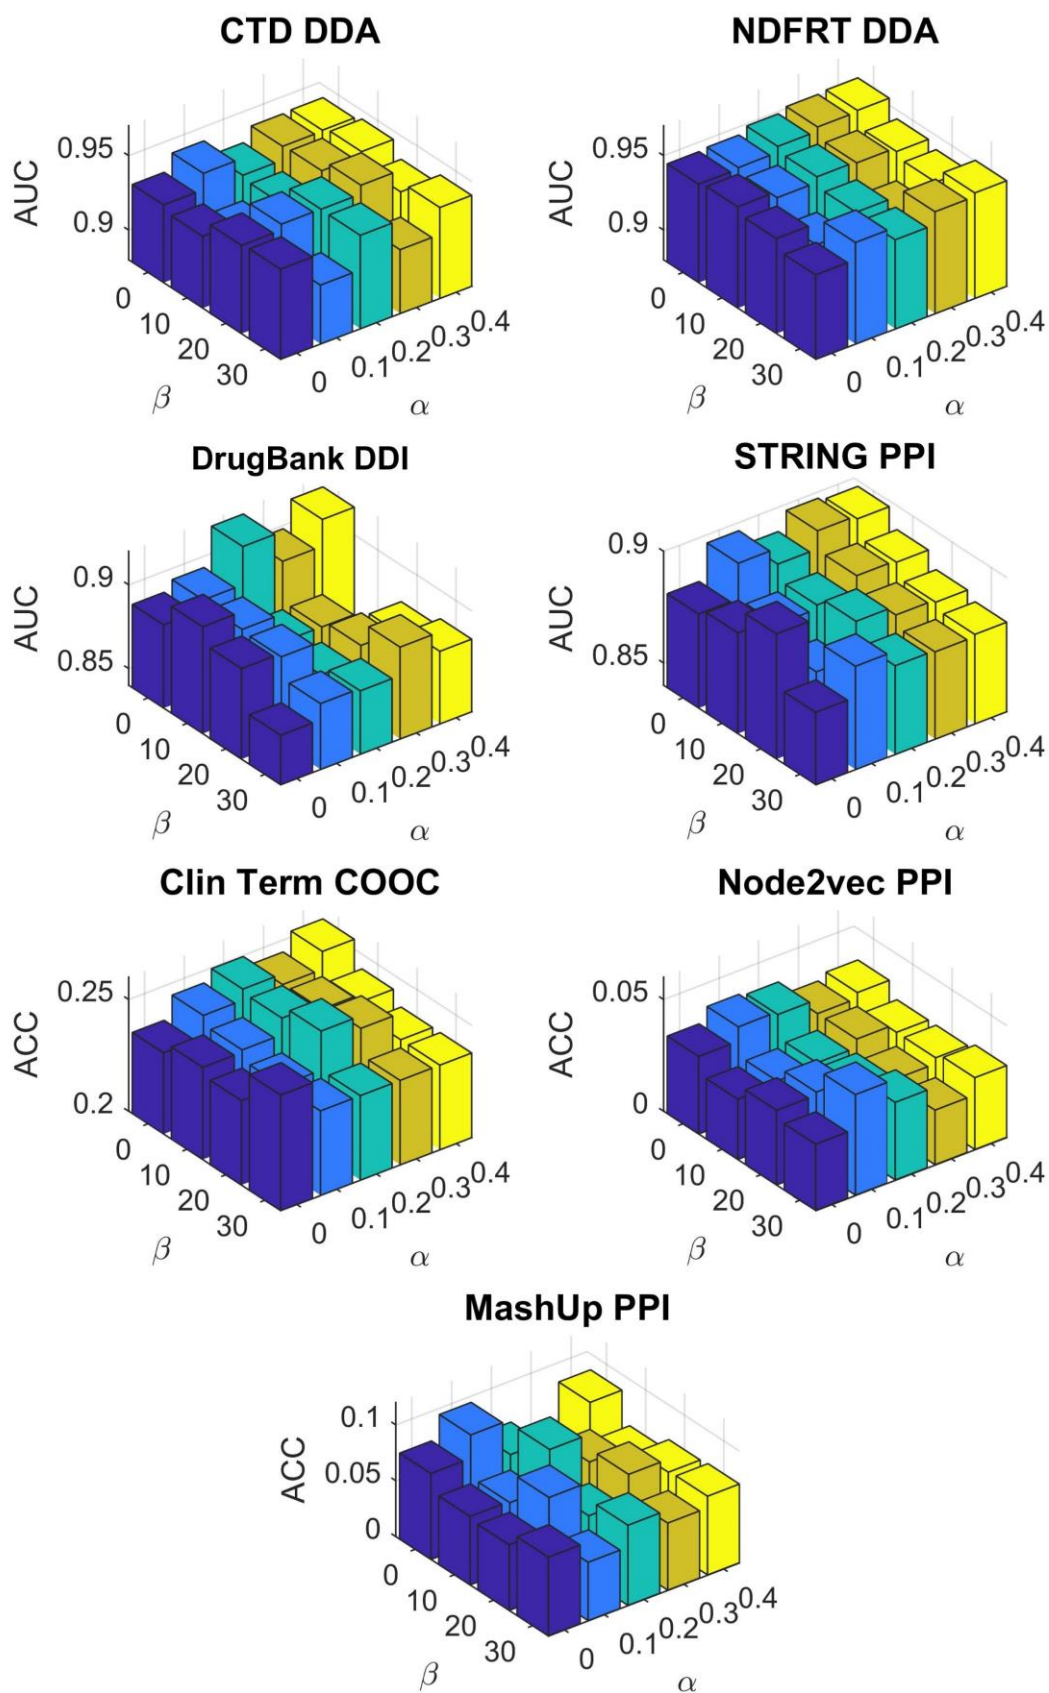 CTD DDA
NDFRT DDA
AUC
0.95
0.9
0
10
20
30
β
0
0.1
0.2
0.3
0.4
α
AUC
0.95
0.9
0
10
20
30
β
0
0.1
0.2
0.3
0.4
α
DrugBank DDI
STRING PPI
AUC
0.9
0.85
0
10
20
30
β
0
0.1
0.2
0.3
0.4
α
AUC
0.9
0.85
0
10
20
30
β
0
0.1
0.2
0.3
0.4
α
Clin Term COOC
Node2vec PPI
ACC
0.25
0.2
0
10
20
30
β
0
0.1
0.2
0.3
0.4
α
ACC
0.05
0
0
10
20
30
β
0
0.1
0.2
0.3
0.4
α
MashUp PPI
ACC
0.1
0.05
0
0
10
20
30
β
0
0.1
0.2
0.3
0.4
α